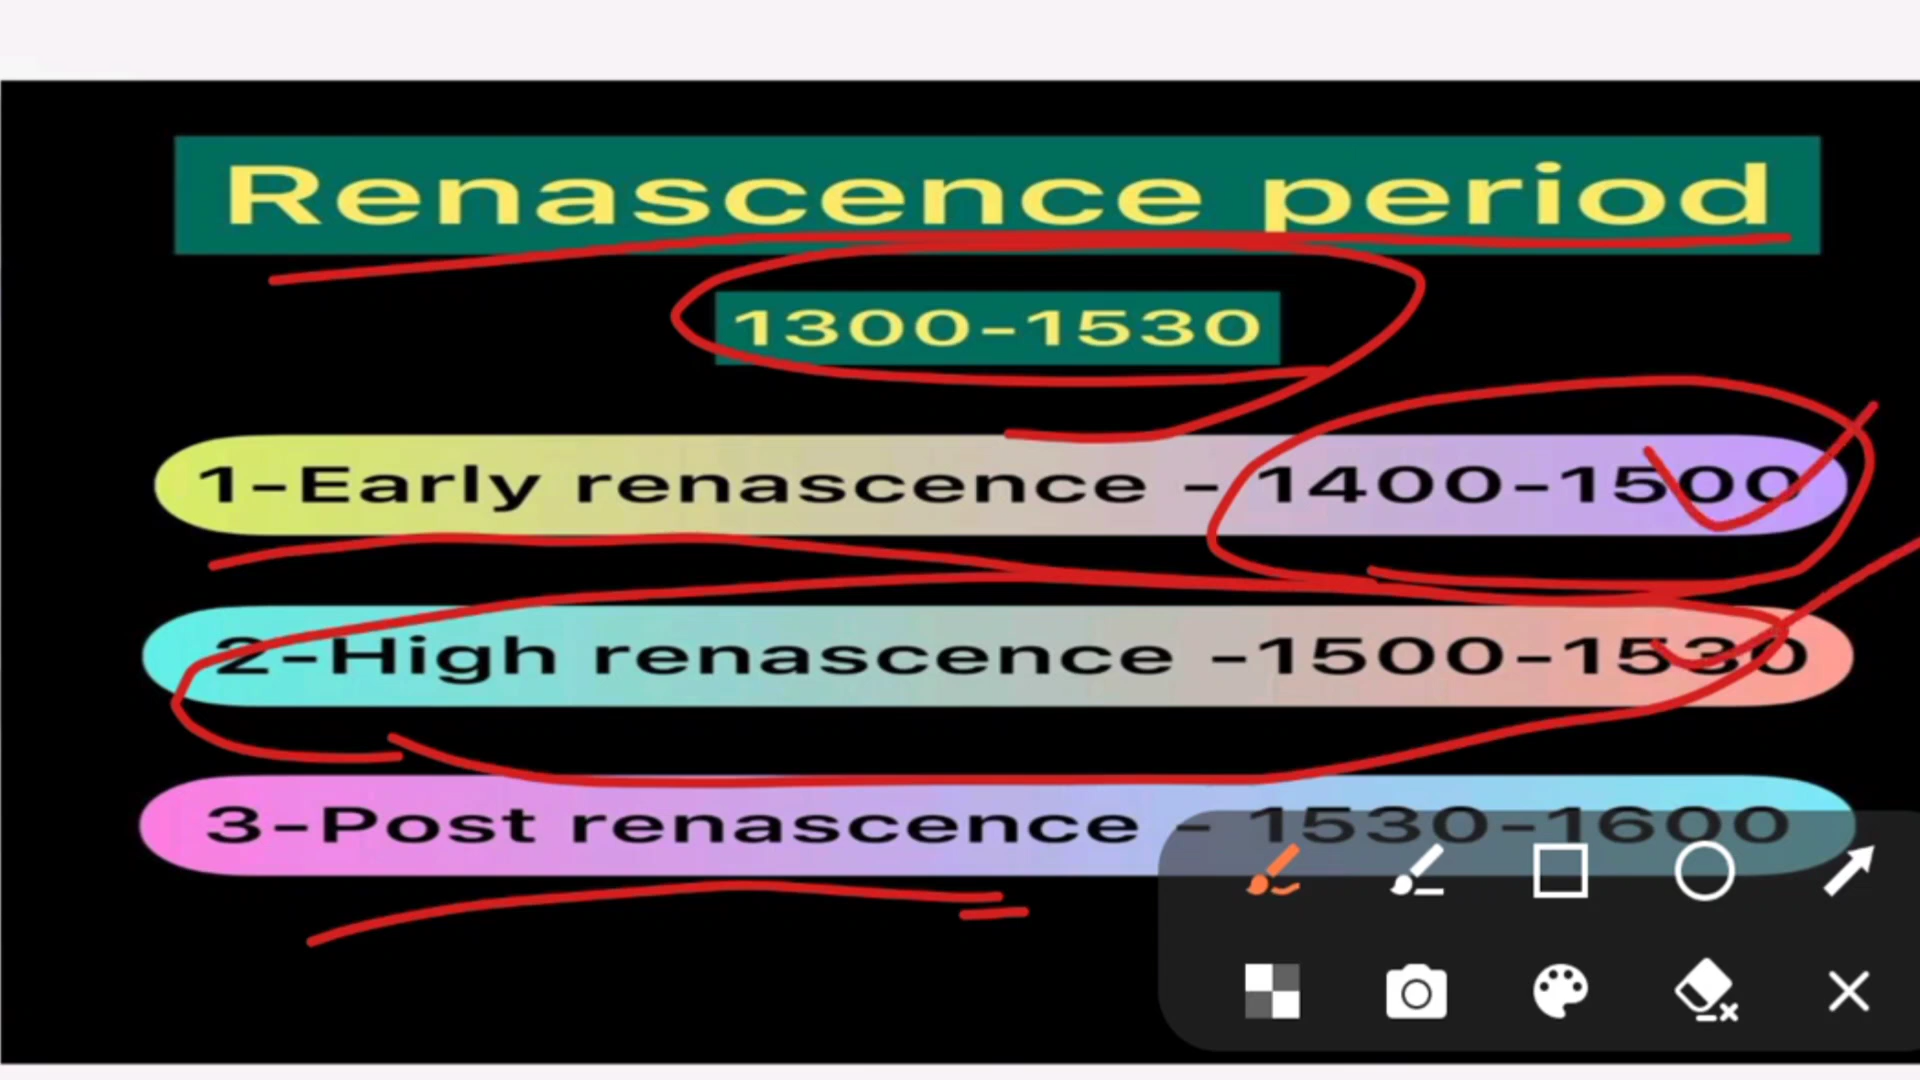 Renascence period
1300-1530
1-Early renascence - 1400-1500
2-High renascence -1500-1530
3-Post renascence - 1530-1600